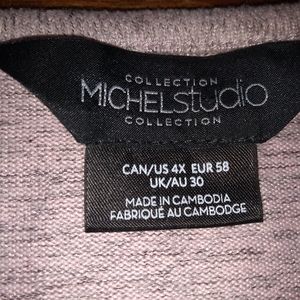 COLLECTION
MICHELstudio
COLLECTION
CAN/US 4X EUR 58
UK/AU 30
MADE IN CAMBODIA
FABRIQUÉ AU CAMBODGE